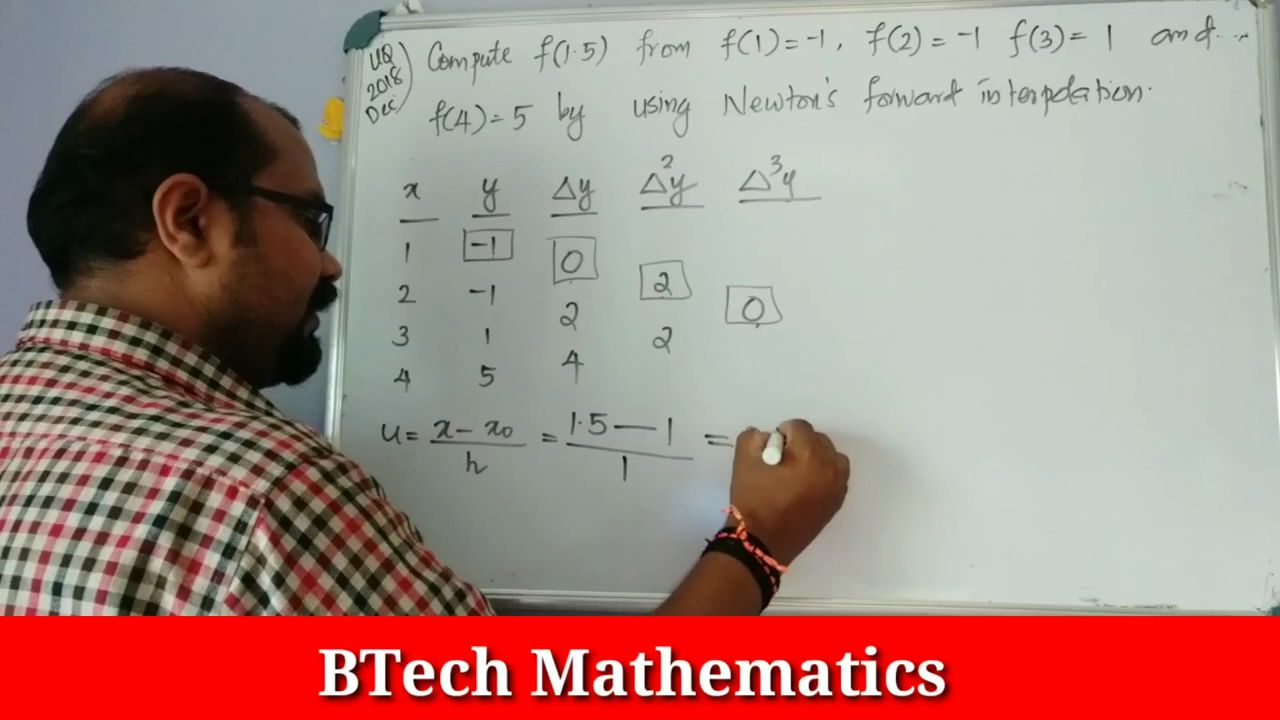 UQ 2018 Dec)
Compute f(1.5) from f(1)=-1, f(2)=-1 f(3)=1 and...
f(4)=5 by using Newton's forward interpolation.
x y Δy Δ²y Δ³y
1 -1 0
2 -1 2 2 0
3 1 4 2
4 5
u = x - x₀ / h = 1.5 — 1 / 1 =
BTech Mathematics